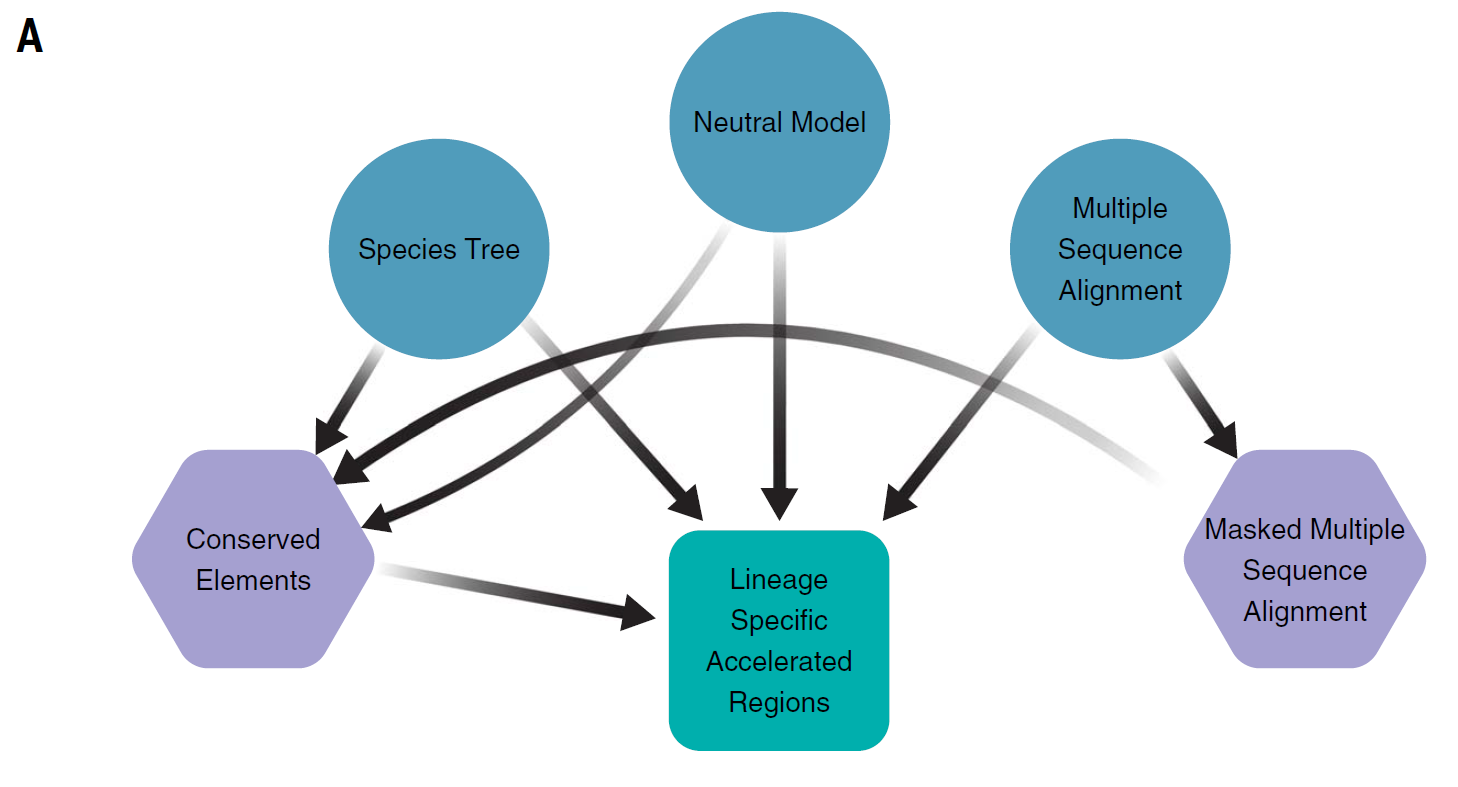 A
Neutral Model
Species Tree
Multiple
Sequence
Alignment
Conserved
Elements
Lineage
Specific
Accelerated
Regions
Masked Multiple
Sequence
Alignment